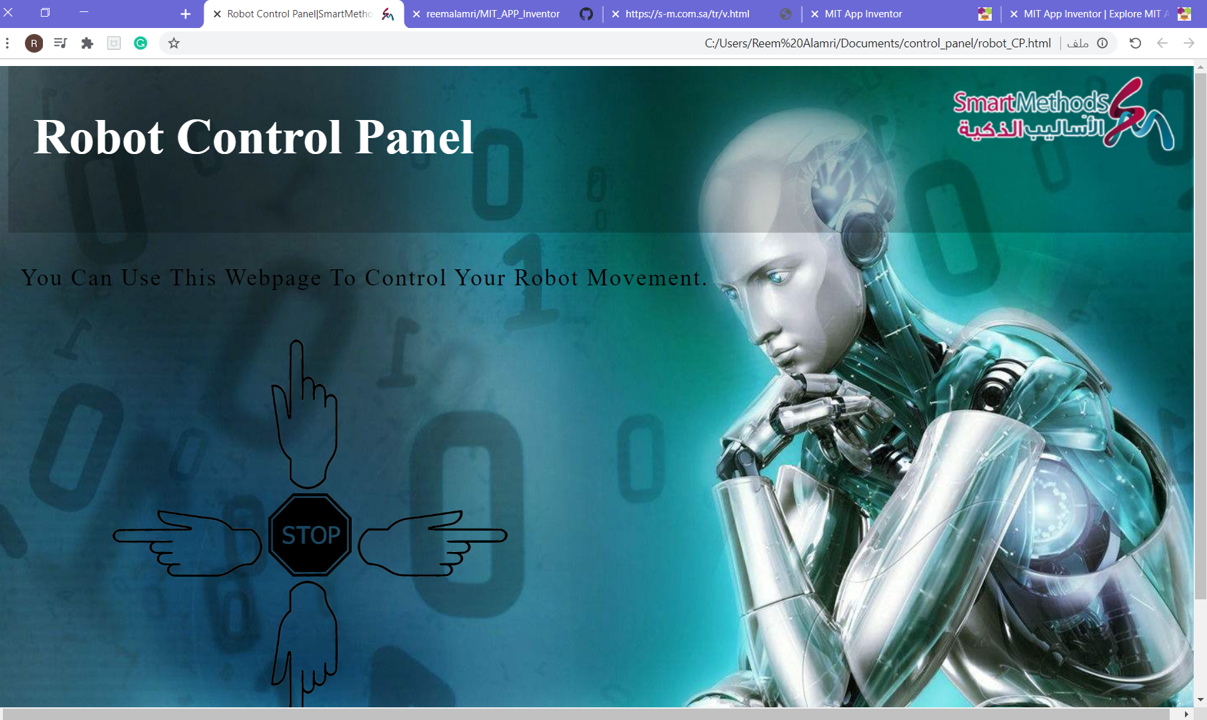 Robot Control Panel|SmartMetho
reemalamri/MIT_APP_Inventor
https://s-m.com.sa/tr/v.html
MIT App Inventor
MIT App Inventor | Explore MIT A
R
C:/Users/Reem%20Alamri/Documents/control_panel/robot_CP.html
ملف
SmartMethods
الأساليب الذكية
Robot Control Panel
You Can Use This Webpage To Control Your Robot Movement.
STOP